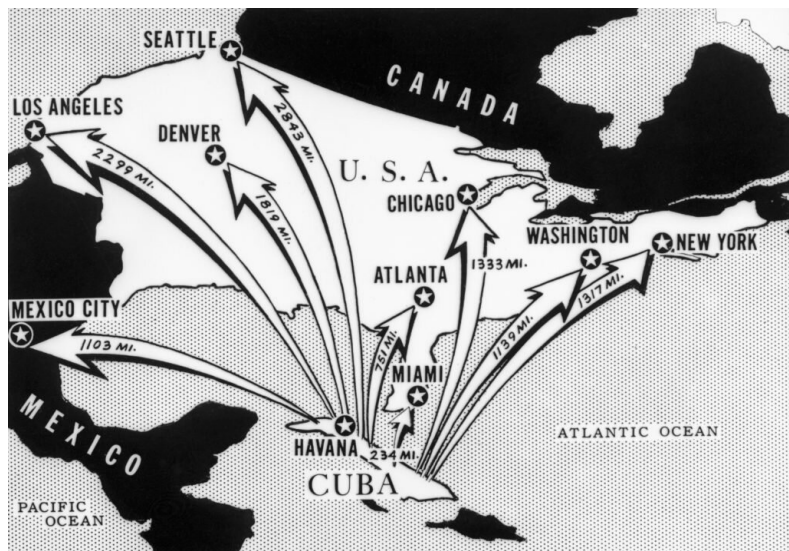 SEATTLE
CANADA
LOS ANGELES
DENVER
2843 MI.
2299 MI.
U. S. A.
CHICAGO
1819 MI.
WASHINGTON
NEW YORK
1333 MI.
ATLANTA
MEXICO CITY
1317 MI.
1103 MI.
751 MI.
1139 MI.
MIAMI
MEXICO
HAVANA
234 MI.
ATLANTIC OCEAN
CUBA
PACIFIC
OCEAN